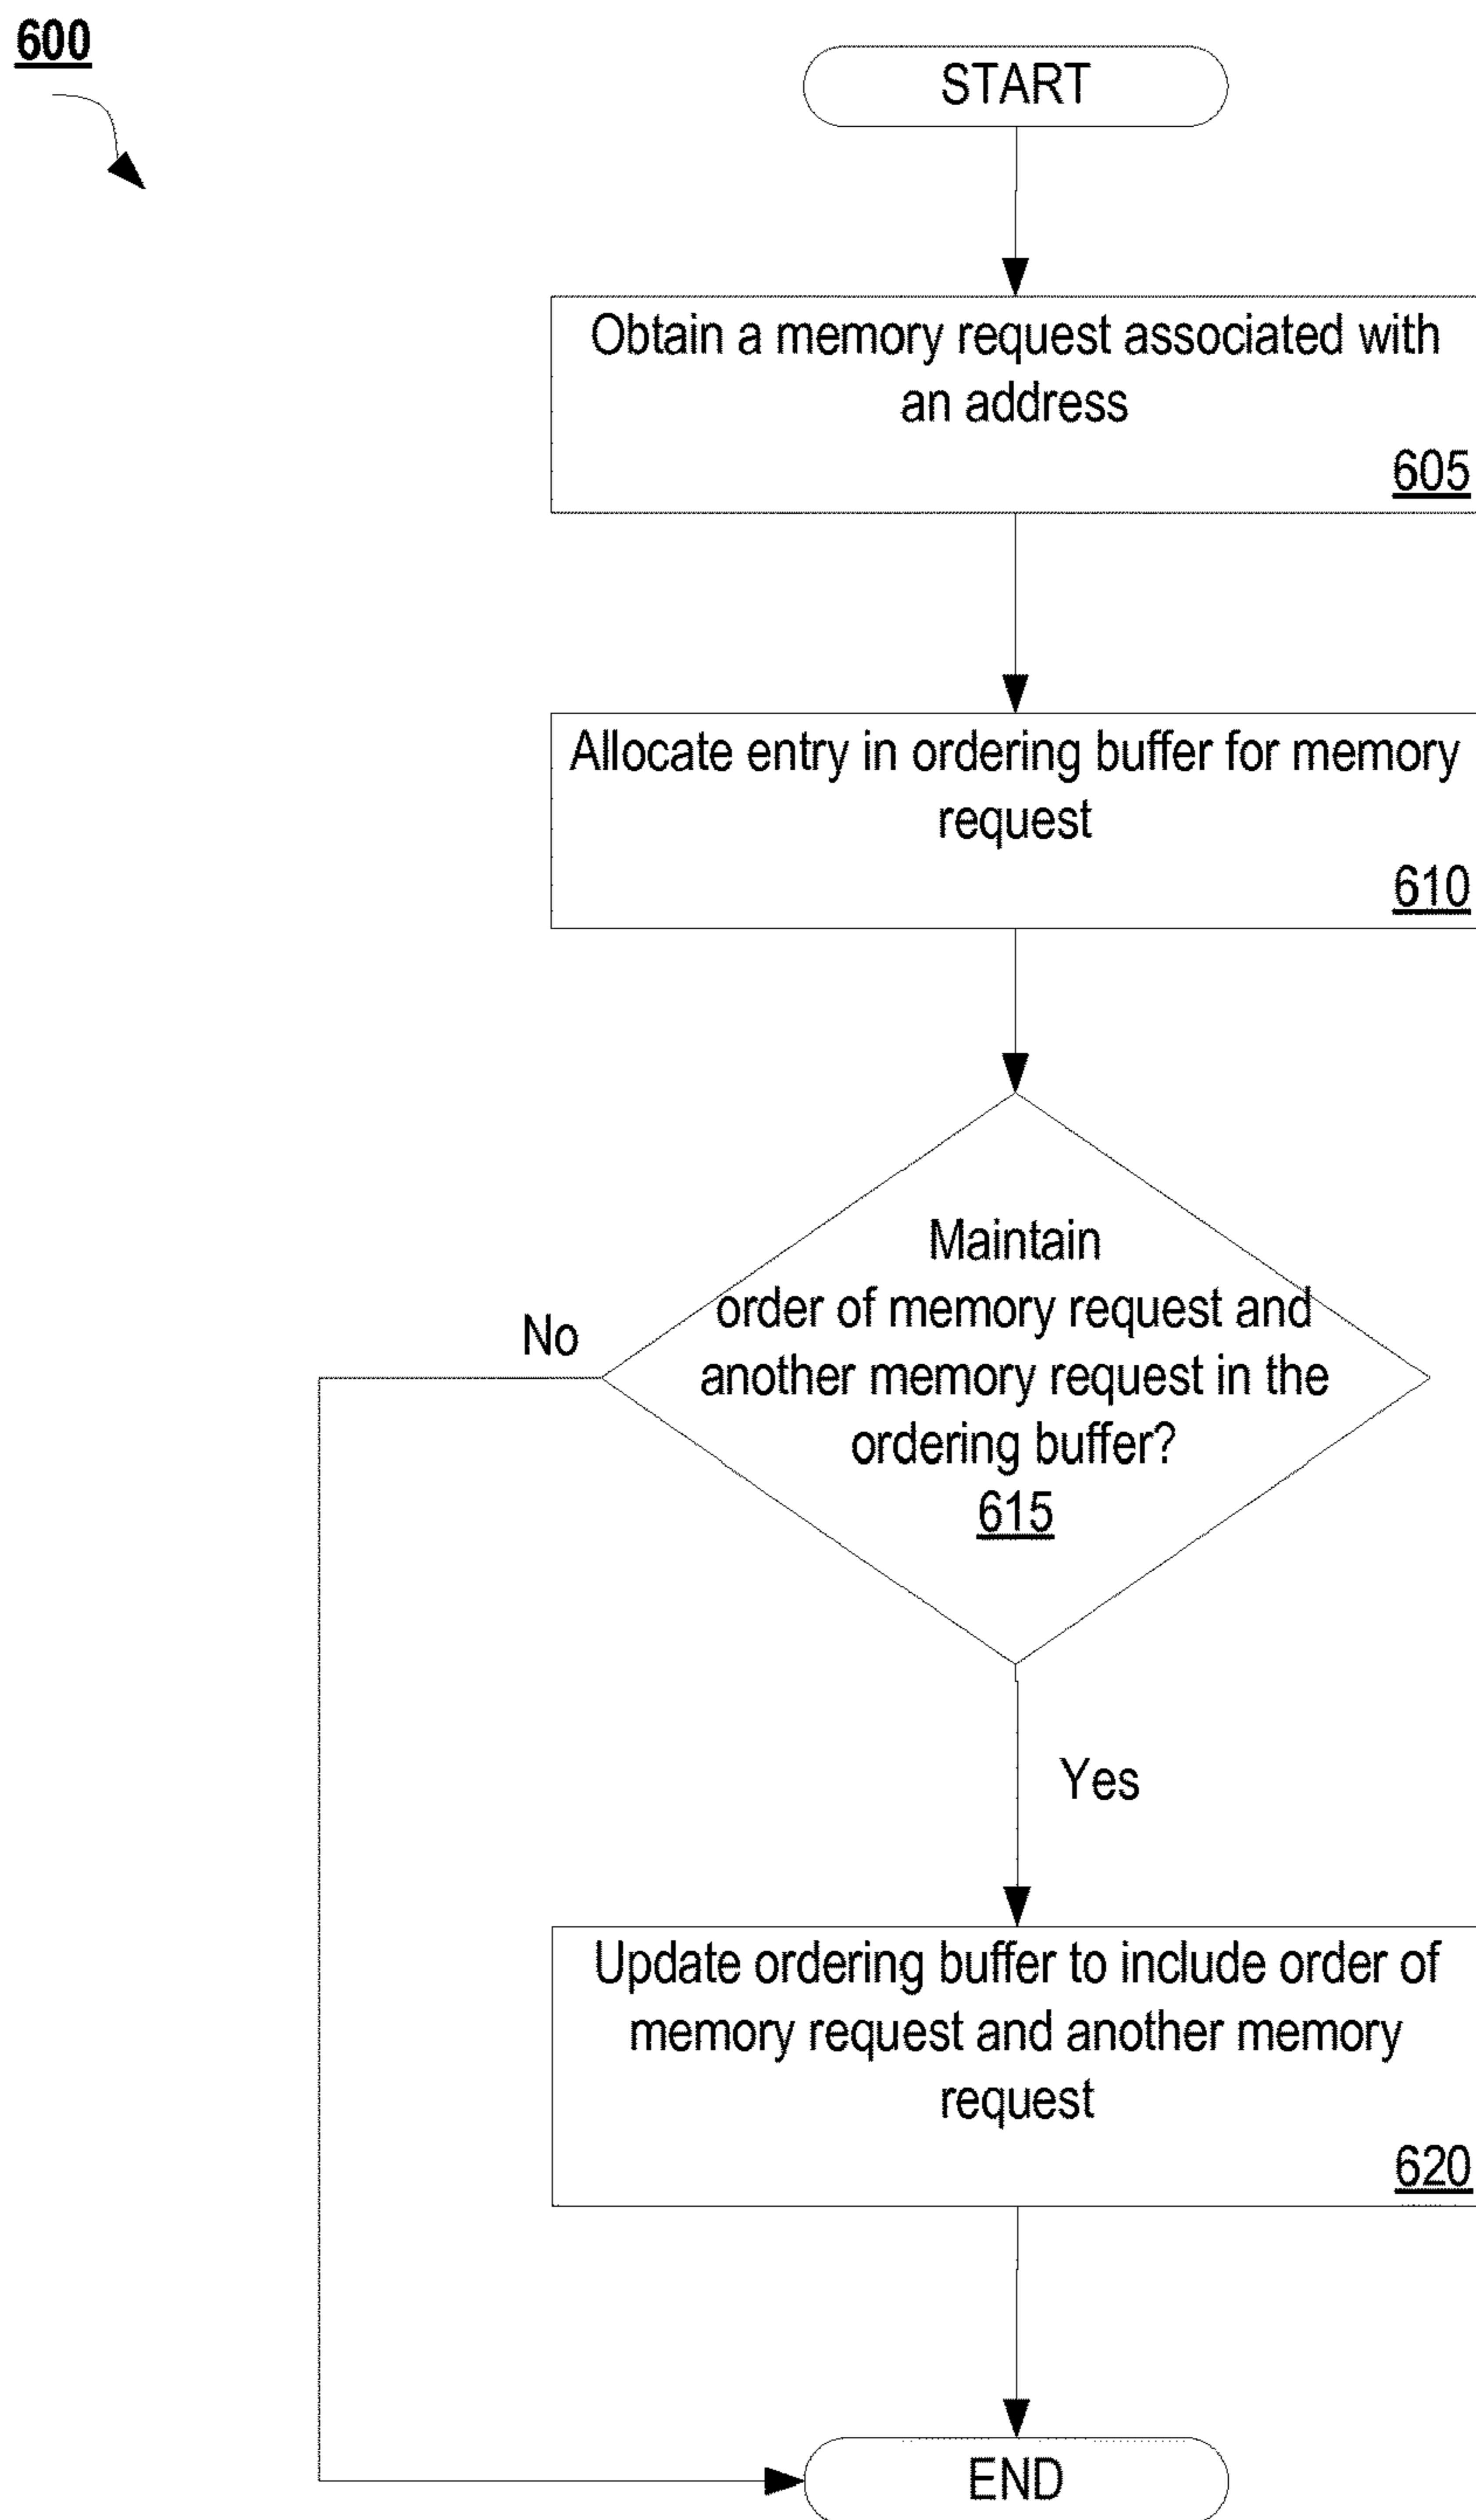 600
START
Obtain a memory request associated with
an address
605
Allocate entry in ordering buffer for memory
request
610
Maintain
order of memory request and
another memory request in the
ordering buffer?
615
No
Yes
Update ordering buffer to include order of
memory request and another memory
request
620
END